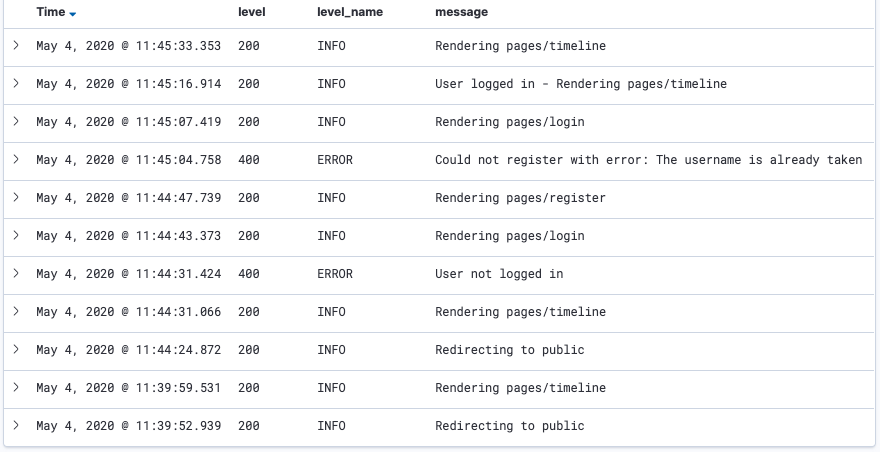 Time level level_name message
May 4, 2020 @ 11:45:33.353 200 INFO Rendering pages/timeline
May 4, 2020 @ 11:45:16.914 200 INFO User logged in - Rendering pages/timeline
May 4, 2020 @ 11:45:07.419 200 INFO Rendering pages/login
May 4, 2020 @ 11:45:04.758 400 ERROR Could not register with error: The username is already taken
May 4, 2020 @ 11:44:47.739 200 INFO Rendering pages/register
May 4, 2020 @ 11:44:43.373 200 INFO Rendering pages/login
May 4, 2020 @ 11:44:31.424 400 ERROR User not logged in
May 4, 2020 @ 11:44:31.066 200 INFO Rendering pages/timeline
May 4, 2020 @ 11:44:24.872 200 INFO Redirecting to public
May 4, 2020 @ 11:39:59.531 200 INFO Rendering pages/timeline
May 4, 2020 @ 11:39:52.939 200 INFO Redirecting to public